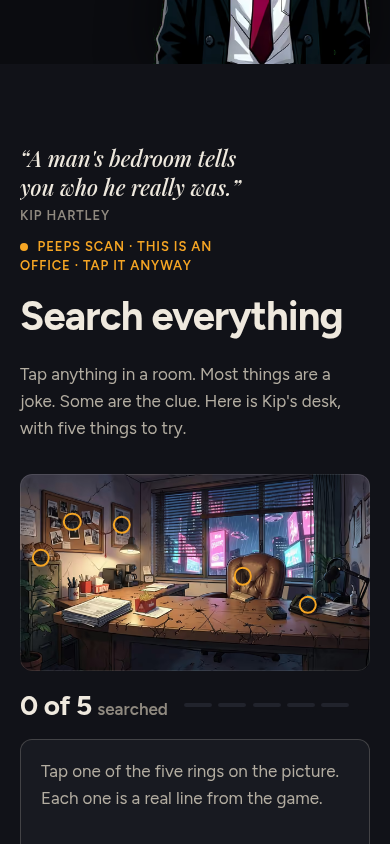 “A man's bedroom tells
you who he really was.”
KIP HARTLEY
PEEPS SCAN · THIS IS AN
OFFICE · TAP IT ANYWAY
Search everything
Tap anything in a room. Most things are a
joke. Some are the clue. Here is Kip's desk,
with five things to try.
0 of 5 searched
Tap one of the five rings on the picture.
Each one is a real line from the game.